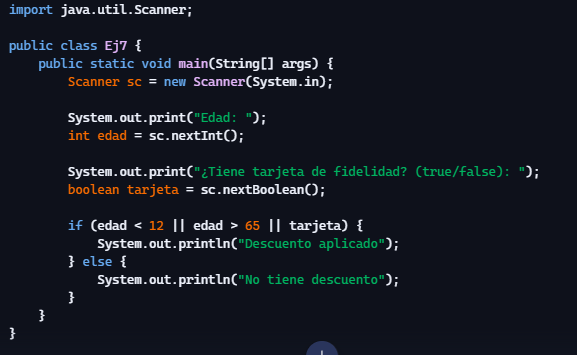 import java.util.Scanner;
public class Ej7 {
public static void main(String[] args) {
Scanner sc = new Scanner(System.in);
System.out.print("Edad: ");
int edad = sc.nextInt();
System.out.print("¿Tiene tarjeta de fidelidad? (true/false): ");
boolean tarjeta = sc.nextBoolean();
if (edad < 12 || edad > 65 || tarjeta) {
System.out.println("Descuento aplicado");
} else {
System.out.println("No tiene descuento");
}
}
}